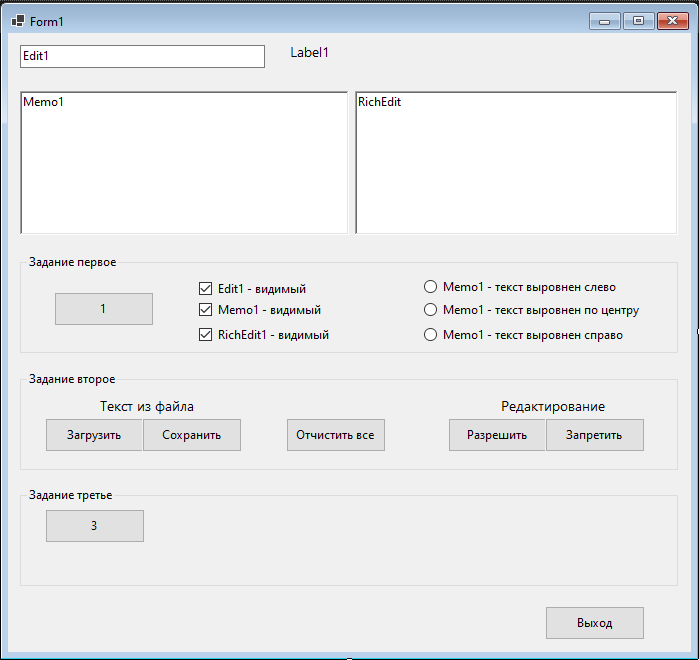 Form1
Edit1
Label1
Memo1
RichEdit
Задание первое
1
Edit1 - видимый
Memo1 - видимый
RichEdit1 - видимый
Memo1 - текст выровнен слево
Memo1 - текст выровнен по центру
Memo1 - текст выровнен справо
Задание второе
Текст из файла
Загрузить
Сохранить
Отчистить все
Редактирование
Разрешить
Запретить
Задание третье
3
Выход